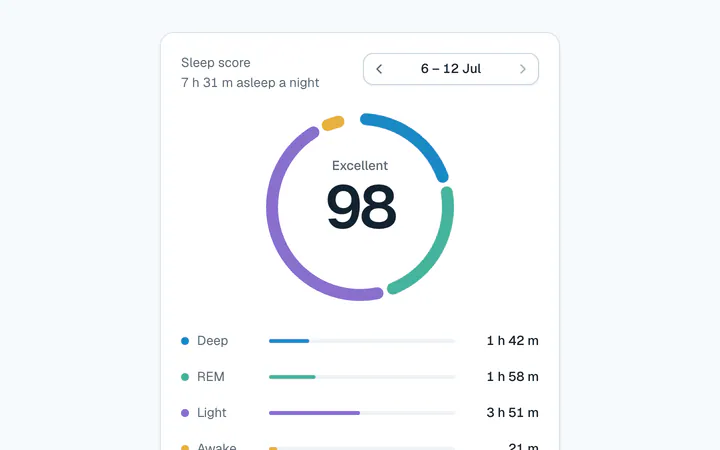 Sleep score
7 h 31 m asleep a night
6 – 12 Jul
Excellent
98
Deep 1 h 42 m
REM 1 h 58 m
Light 3 h 51 m
Awake 21 m